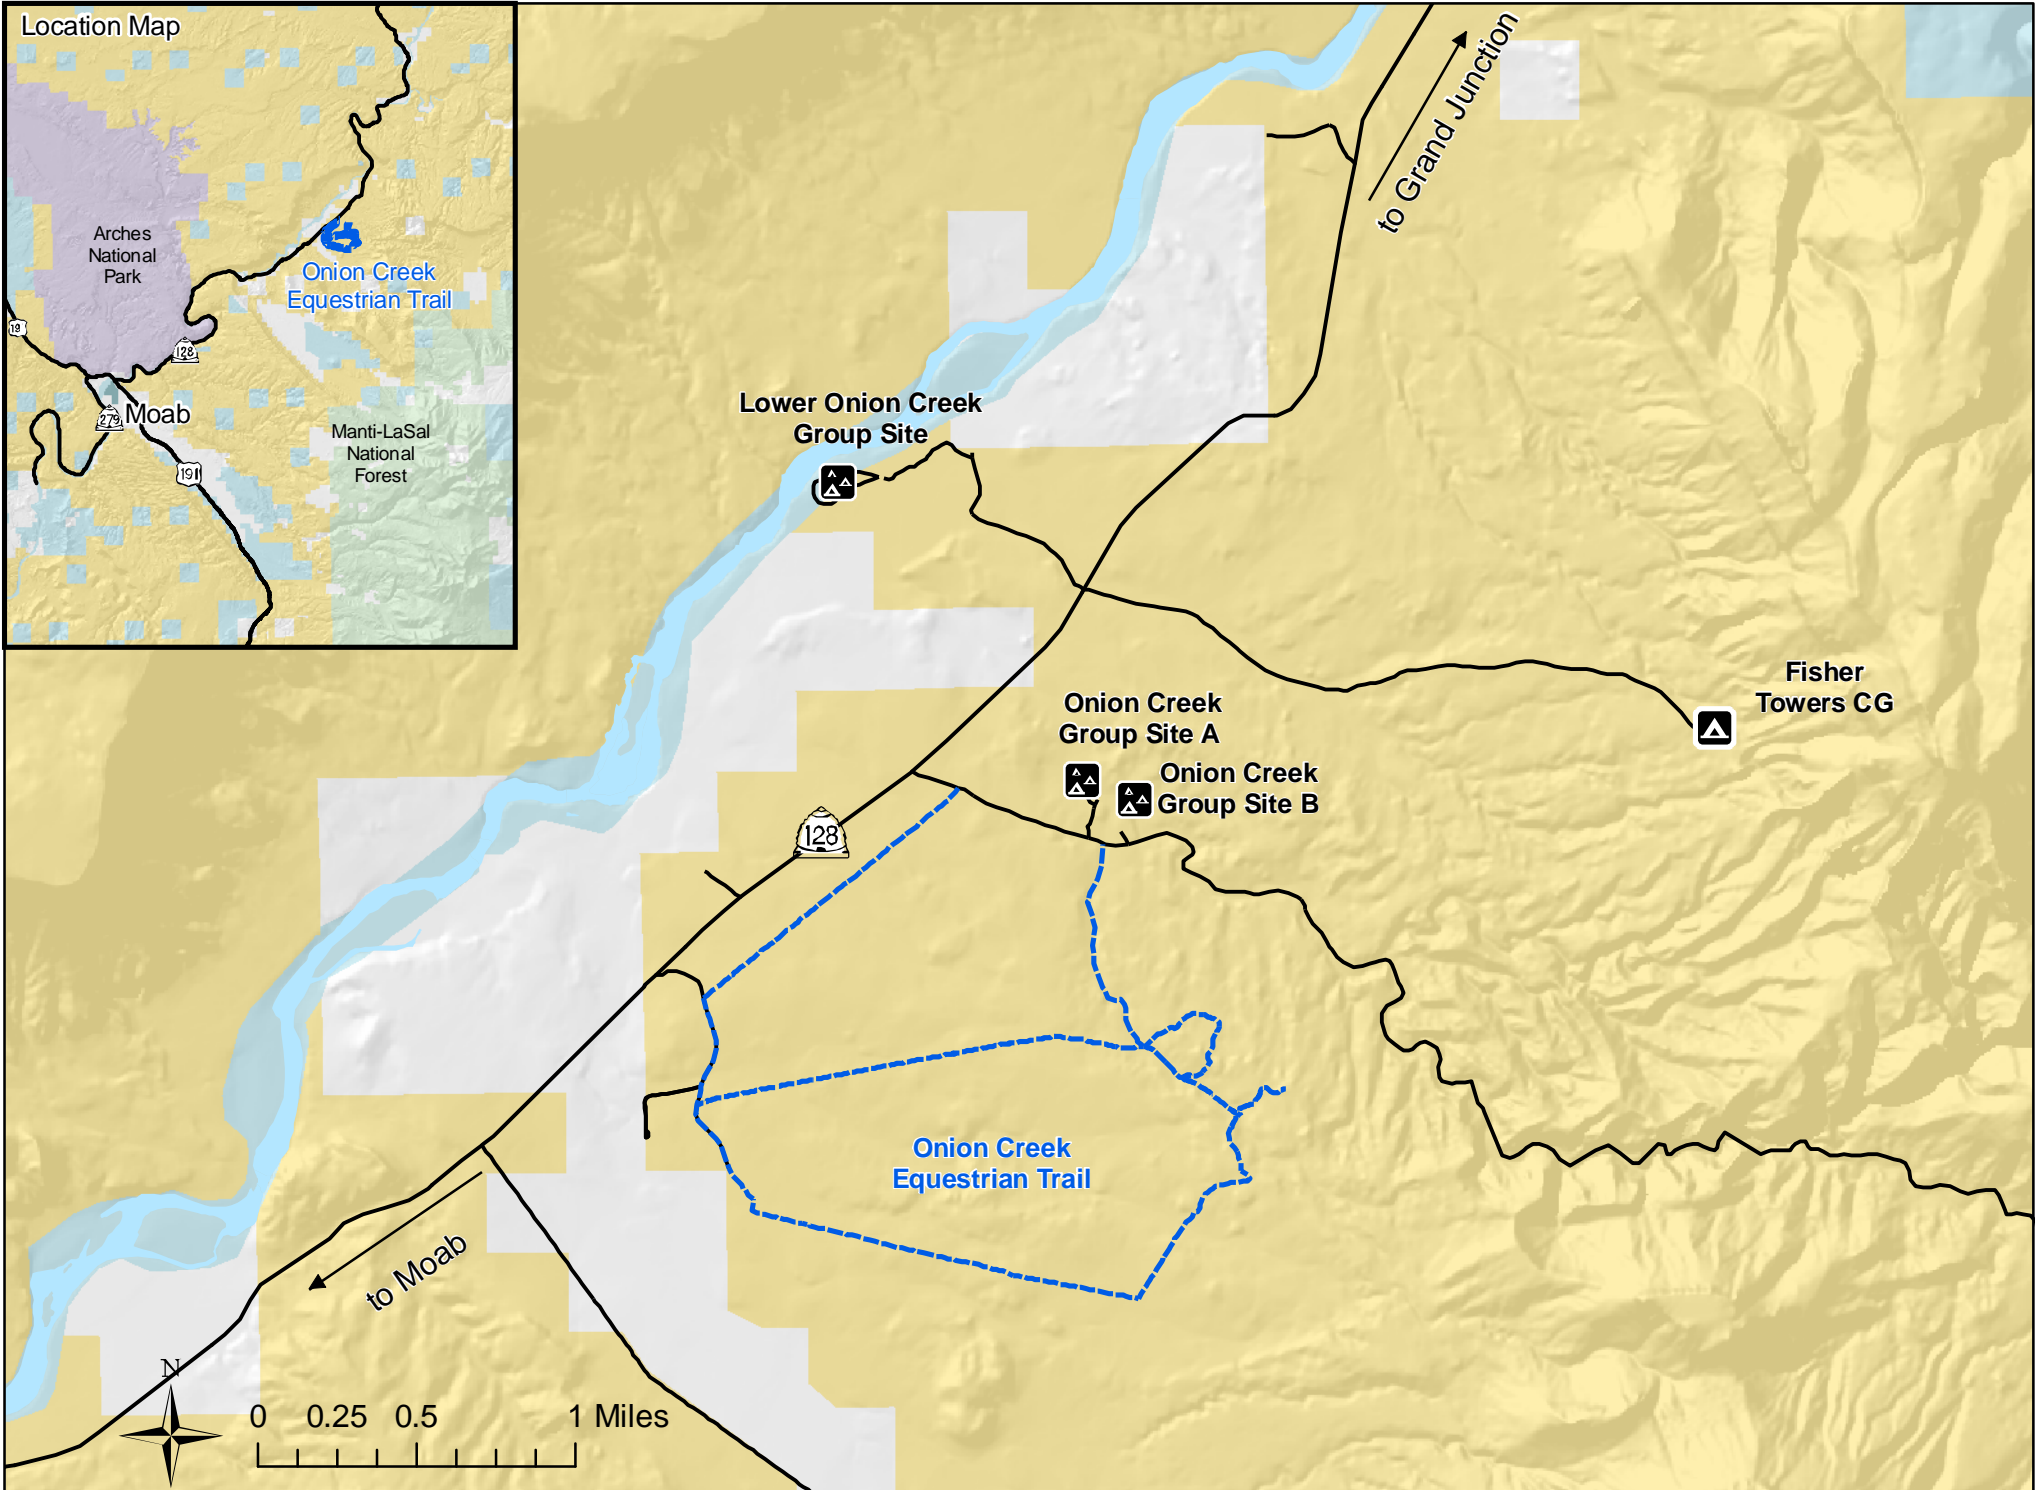 Location Map
Arches
National
Park
Onion Creek
Equestrian Trail
19
128
279
Moab
Manti-LaSal
National
Forest
191
to Grand Junction
Lower Onion Creek
Group Site
Fisher
Towers CG
Onion Creek
Group Site A
Onion Creek
Group Site B
128
Onion Creek
Equestrian Trail
to Moab
N
0 0.25 0.5 1 Miles